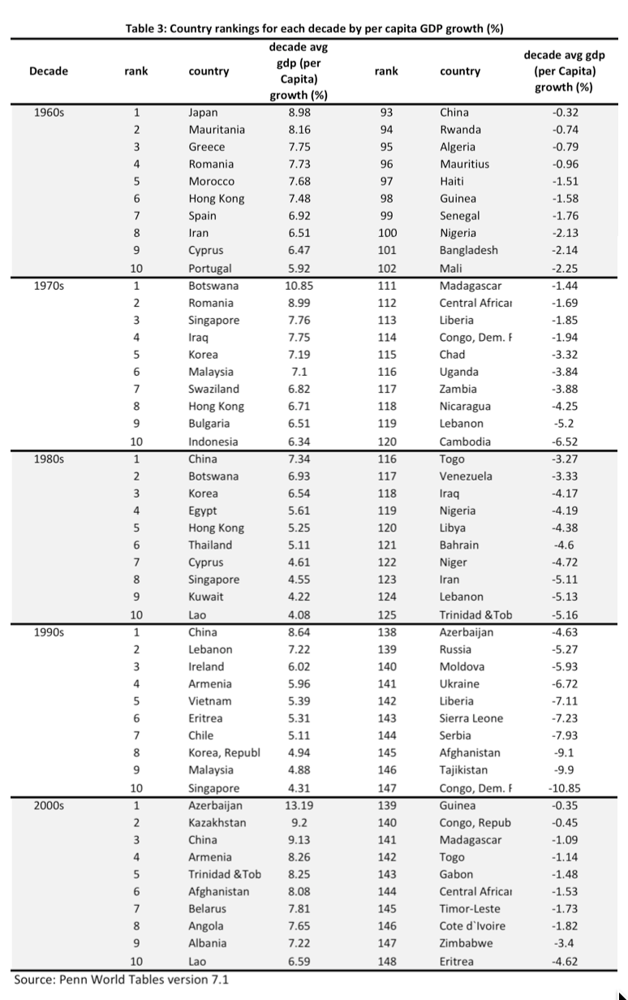 Table 3: Country rankings for each decade by per capita GDP growth (%)
Decade rank country decade avg gdp (per Capita) growth (%) rank country decade avg gdp (per Capita) growth (%)
1960s 1 Japan 8.98 93 China -0.32
2 Mauritania 8.16 94 Rwanda -0.74
3 Greece 7.75 95 Algeria -0.79
4 Romania 7.73 96 Mauritius -0.96
5 Morocco 7.68 97 Haiti -1.51
6 Hong Kong 7.48 98 Guinea -1.58
7 Spain 6.92 99 Senegal -1.76
8 Iran 6.51 100 Nigeria -2.13
9 Cyprus 6.47 101 Bangladesh -2.14
10 Portugal 5.92 102 Mali -2.25
1970s 1 Botswana 10.85 111 Madagascar -1.44
2 Romania 8.99 112 Central Africa -1.69
3 Singapore 7.76 113 Liberia -1.85
4 Iraq 7.75 114 Congo, Dem. -1.94
5 Korea 7.19 115 Chad -3.32
6 Malaysia 7.1 116 Uganda -3.84
7 Swaziland 6.82 117 Zambia -3.88
8 Hong Kong 6.71 118 Nicaragua -4.25
9 Bulgaria 6.51 119 Lebanon -5.2
10 Indonesia 6.34 120 Cambodia -6.52
1980s 1 China 7.34 116 Togo -3.27
2 Botswana 6.93 117 Venezuela -3.33
3 Korea 6.54 118 Iraq -4.17
4 Egypt 5.61 119 Nigeria -4.19
5 Hong Kong 5.25 120 Libya -4.38
6 Thailand 5.11 121 Bahrain -4.6
7 Cyprus 4.61 122 Niger -4.72
8 Singapore 4.55 123 Iran -5.11
9 Kuwait 4.22 124 Lebanon -5.13
10 Lao 4.08 125 Trinidad &Tob -5.16
1990s 1 China 8.64 138 Azerbaijan -4.63
2 Lebanon 7.22 139 Russia -5.27
3 Ireland 6.02 140 Moldova -5.93
4 Armenia 5.96 141 Ukraine -6.72
5 Vietnam 5.39 142 Liberia -7.11
6 Eritrea 5.31 143 Sierra Leone -7.23
7 Chile 5.11 144 Serbia -7.93
8 Korea, Republ 4.94 145 Afghanistan -9.1
9 Malaysia 4.88 146 Tajikistan -9.9
10 Singapore 4.31 147 Congo, Dem. -10.85
2000s 1 Azerbaijan 13.19 139 Guinea -0.35
2 Kazakhstan 9.2 140 Congo, Repub -0.45
3 China 9.13 141 Madagascar -1.09
4 Armenia 8.26 142 Togo -1.14
5 Trinidad &Tob 8.25 143 Gabon -1.48
6 Afghanistan 8.08 144 Central Africa -1.53
7 Belarus 7.81 145 Timor-Leste -1.73
8 Angola 7.65 146 Cote d`Ivoire -1.82
9 Albania 7.22 147 Zimbabwe -3.4
10 Lao 6.59 148 Eritrea -4.62
Source: Penn World Tables version 7.1